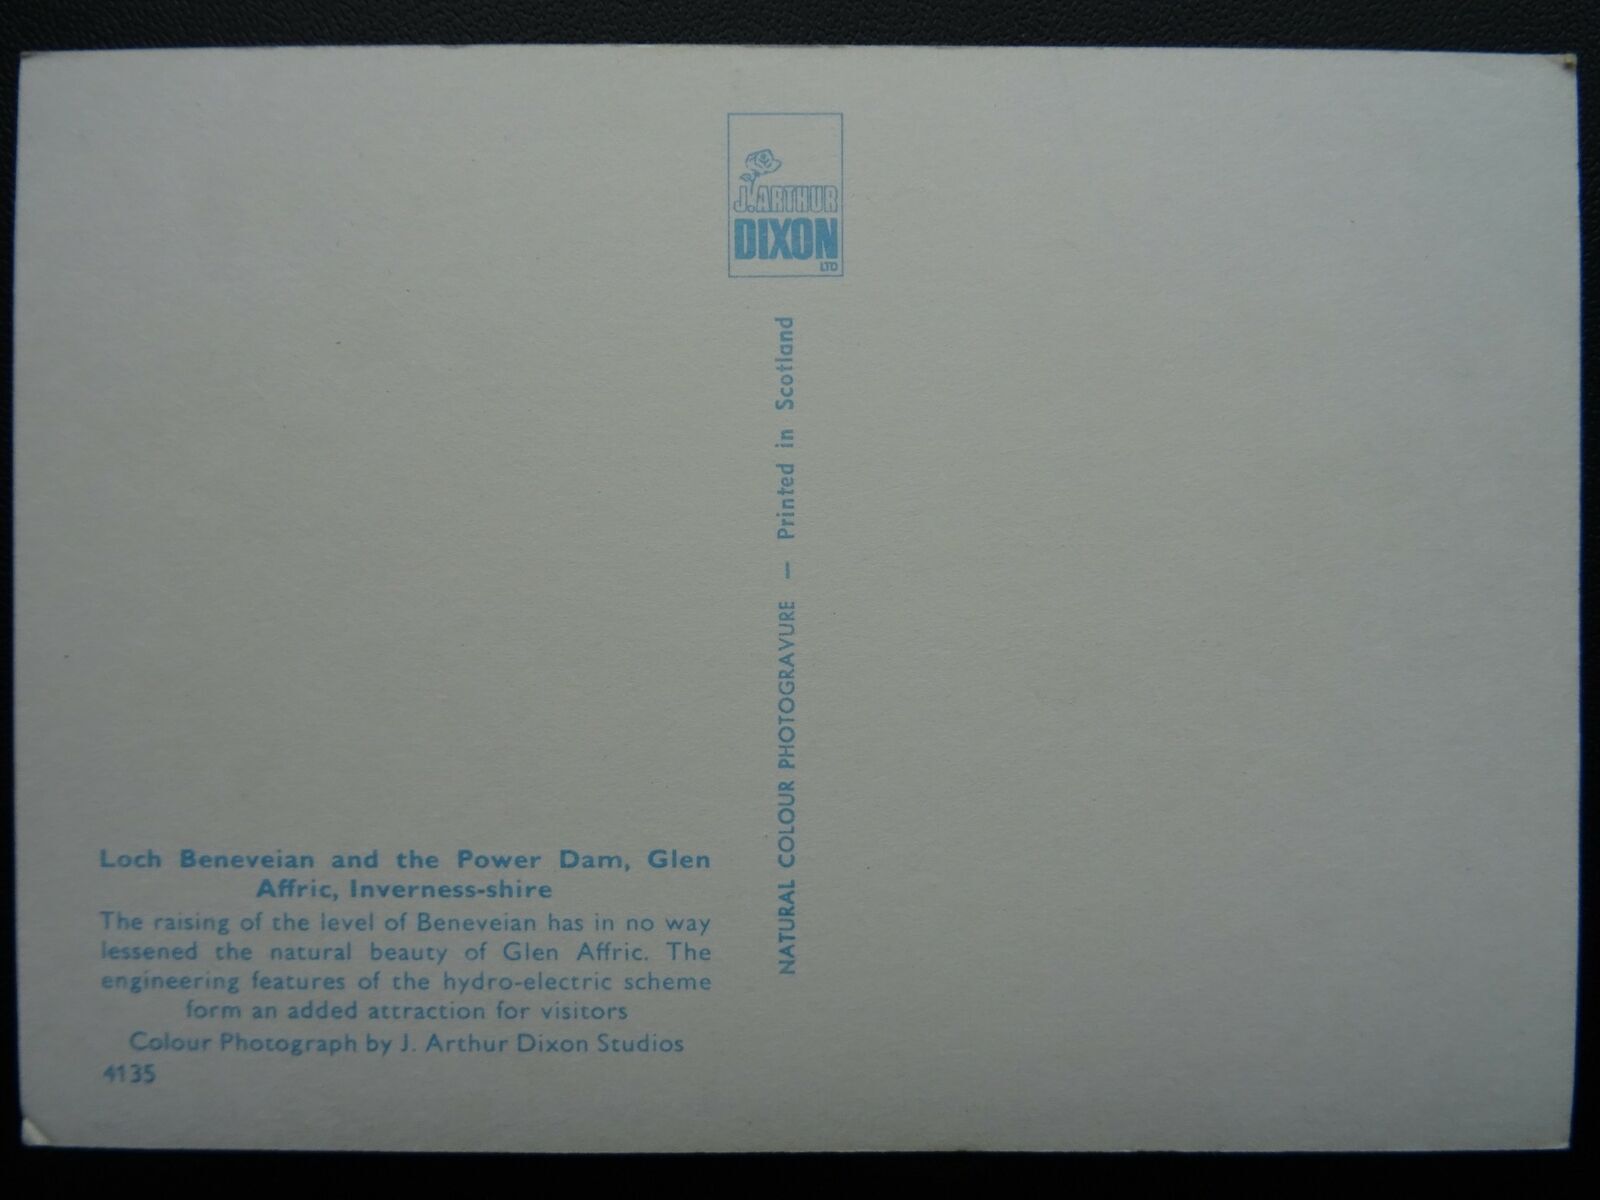 J. ARTHUR
DIXON
LTD
NATURAL COLOUR PHOTOGRAVURE — Printed in Scotland
Loch Beneveian and the Power Dam, Glen
Affric, Inverness-shire
The raising of the level of Beneveian has in no way
lessened the natural beauty of Glen Affric. The
engineering features of the hydro-electric scheme
form an added attraction for visitors
Colour Photograph by J. Arthur Dixon Studios
4135